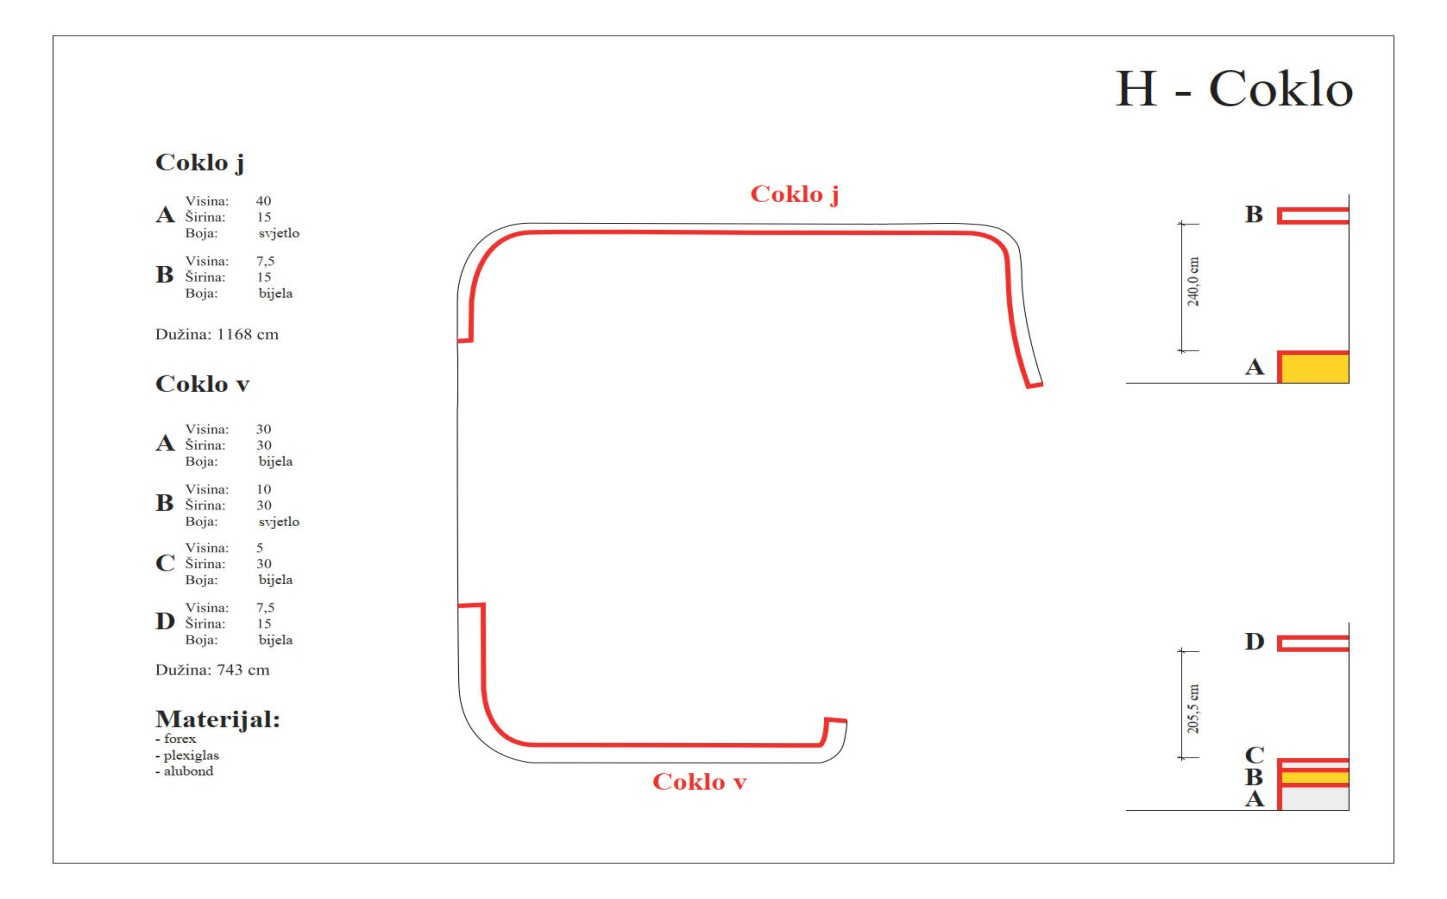 H - Coklo
Coklo j
A
Visina: 40
Širina: 15
Boja: svjetlo
B
Visina: 7,5
Širina: 15
Boja: bijela
Dužina: 1168 cm
Coklo v
A
Visina: 30
Širina: 30
Boja: bijela
B
Visina: 10
Širina: 30
Boja: svjetlo
C
Visina: 5
Širina: 30
Boja: bijela
D
Visina: 7,5
Širina: 15
Boja: bijela
Dužina: 743 cm
Materijal:
- forex
- plexiglas
- alubond
Coklo j
Coklo v
B
240,0 cm
A
D
205,5 cm
C
B
A